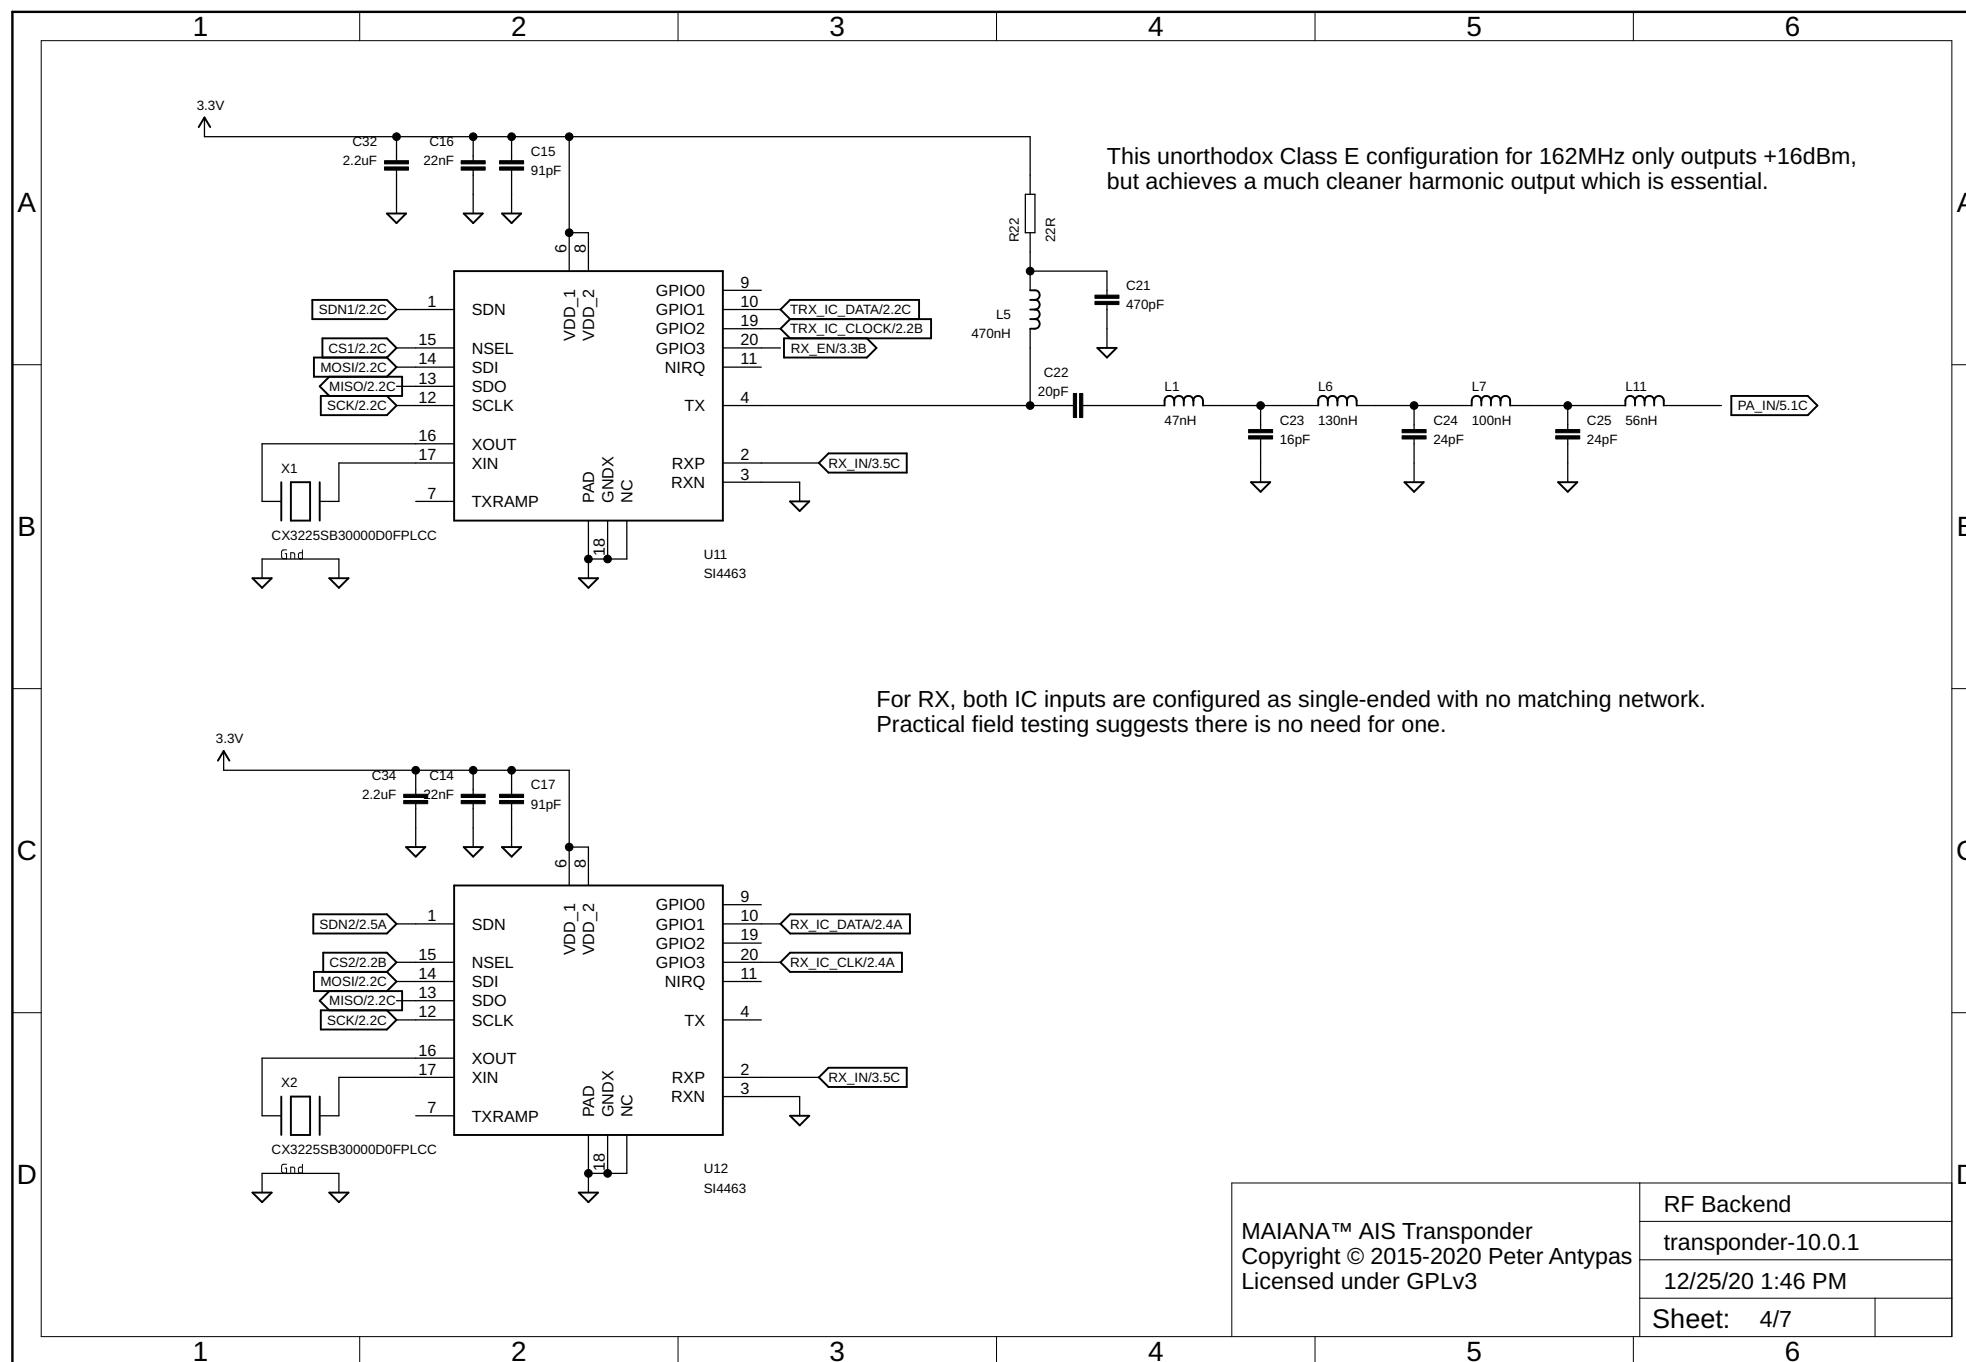 1 2 3 4 5 6
3.3V
C32
2.2uF
C16
22nF
C15
91pF
This unorthodox Class E configuration for 162MHz only outputs +16dBm,
but achieves a much cleaner harmonic output which is essential.
A A
R22
22R
6 8
SDN1/2.2C 1 SDN
VDD_1
VDD_2
GPIO0 9
GPIO1 10 TRX_IC_DATA/2.2C
GPIO2 19 TRX_IC_CLOCK/2.2B
GPIO3 20 RX_EN/3.3B
NIRQ 11
L5
470nH
C21
470pF
CS1/2.2C 15 NSEL
MOSI/2.2C 14 SDI
MISO/2.2C 13 SDO
SCK/2.2C 12 SCLK
TX 4
C22
20pF
L1
47nH
C23
16pF
L6
130nH
C24
24pF
L7
100nH
C25
24pF
L11
56nH
PA_IN/5.1C
16 XOUT
17 XIN
X1
7 TXRAMP
PAD
GNDX
NC
RXP 2 RX_IN/3.5C
RXN 3
B B
CX3225SB30000D0FPLCC
Gnd
18
U11
SI4463
For RX, both IC inputs are configured as single-ended with no matching network.
Practical field testing suggests there is no need for one.
3.3V
C34
2.2uF
C14
22nF
C17
91pF
C C
6 8
SDN2/2.5A 1 SDN
VDD_1
VDD_2
GPIO0 9
GPIO1 10 RX_IC_DATA/2.4A
GPIO2 19
GPIO3 20 RX_IC_CLK/2.4A
NIRQ 11
CS2/2.2B 15 NSEL
MOSI/2.2C 14 SDI
MISO/2.2C 13 SDO
SCK/2.2C 12 SCLK
TX 4
16 XOUT
17 XIN
X2
7 TXRAMP
PAD
GNDX
NC
RXP 2 RX_IN/3.5C
RXN 3
CX3225SB30000D0FPLCC
Gnd
18
D D
U12
SI4463
MAIANA™ AIS Transponder
Copyright © 2015-2020 Peter Antypas
Licensed under GPLv3
RF Backend
transponder-10.0.1
12/25/20 1:46 PM
Sheet: 4/7
1 2 3 4 5 6